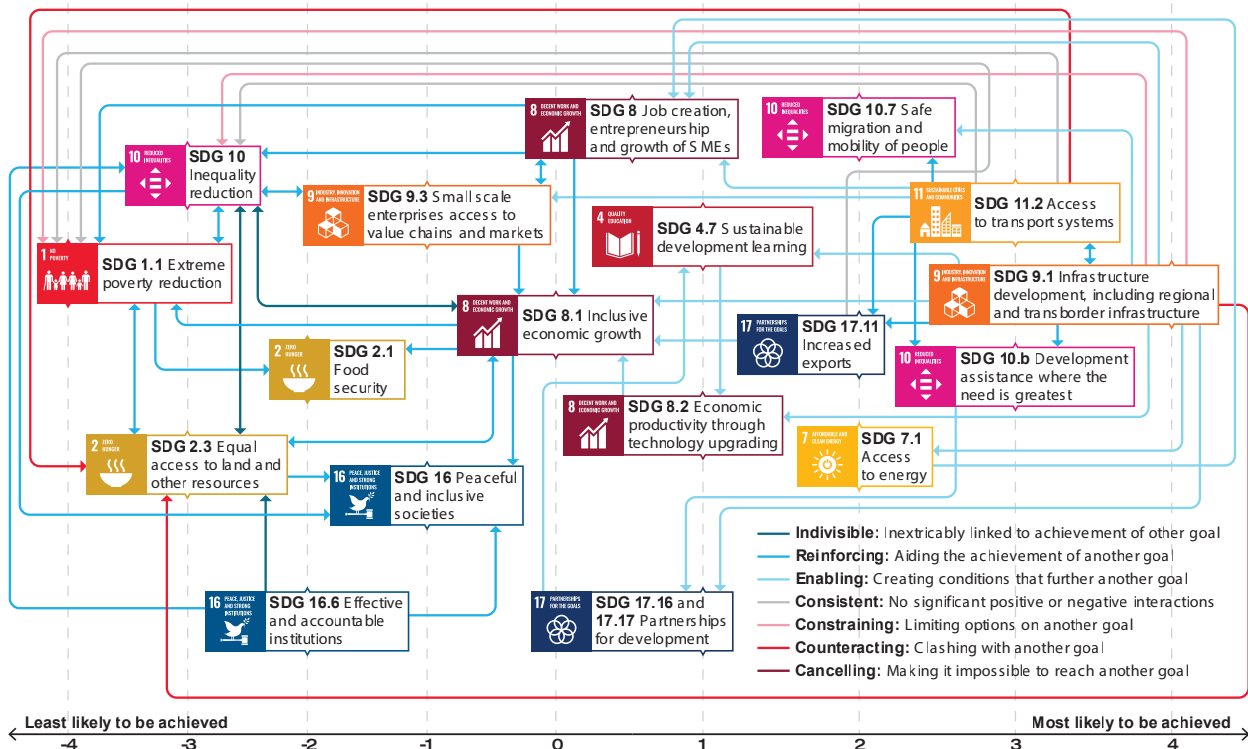 8 DECENT WORK AND
ECONOMIC GROWTH
SDG 8 Job creation,
entrepreneurship
and growth of SMEs
10 REDUCED
INEQUALITIES
SDG 10.7 Safe
migration and
mobility of people
10 REDUCED
INEQUALITIES
SDG 10
Inequality
reduction
9 INDUSTRY, INNOVATION
AND INFRASTRUCTURE
SDG 9.3 Small scale
enterprises access to
value chains and markets
11 SUSTAINABLE CITIES
AND COMMUNITIES
SDG 11.2 Access
to transport systems
4 QUALITY
EDUCATION
SDG 4.7 Sustainable
development learning
1 NO
POVERTY
SDG 1.1 Extreme
poverty reduction
9 INDUSTRY, INNOVATION
AND INFRASTRUCTURE
SDG 9.1 Infrastructure
development, including regional
and transborder infrastructure
8 DECENT WORK AND
ECONOMIC GROWTH
SDG 8.1 Inclusive
economic growth
17 PARTNERSHIPS
FOR THE GOALS
SDG 17.11
Increased
exports
2 ZERO
HUNGER
SDG 2.1
Food
security
10 REDUCED
INEQUALITIES
SDG 10.b Development
assistance where the
need is greatest
8 DECENT WORK AND
ECONOMIC GROWTH
SDG 8.2 Economic
productivity through
technology upgrading
7 AFFORDABLE AND
CLEAN ENERGY
SDG 7.1
Access
to energy
2 ZERO
HUNGER
SDG 2.3 Equal
access to land and
other resources
16 PEACE, JUSTICE
AND STRONG
INSTITUTIONS
SDG 16 Peaceful
and inclusive
societies
16 PEACE, JUSTICE
AND STRONG
INSTITUTIONS
SDG 16.6 Effective
and accountable
institutions
17 PARTNERSHIPS
FOR THE GOALS
SDG 17.16 and
17.17 Partnerships
for development
Indivisible: Inextricably linked to achievement of other goal
Reinforcing: Aiding the achievement of another goal
Enabling: Creating conditions that further another goal
Consistent: No significant positive or negative interactions
Constraining: Limiting options on another goal
Counteracting: Clashing with another goal
Cancelling: Making it impossible to reach another goal
Least likely to be achieved
Most likely to be achieved
-4 -3 -2 -1 0 1 2 3 4